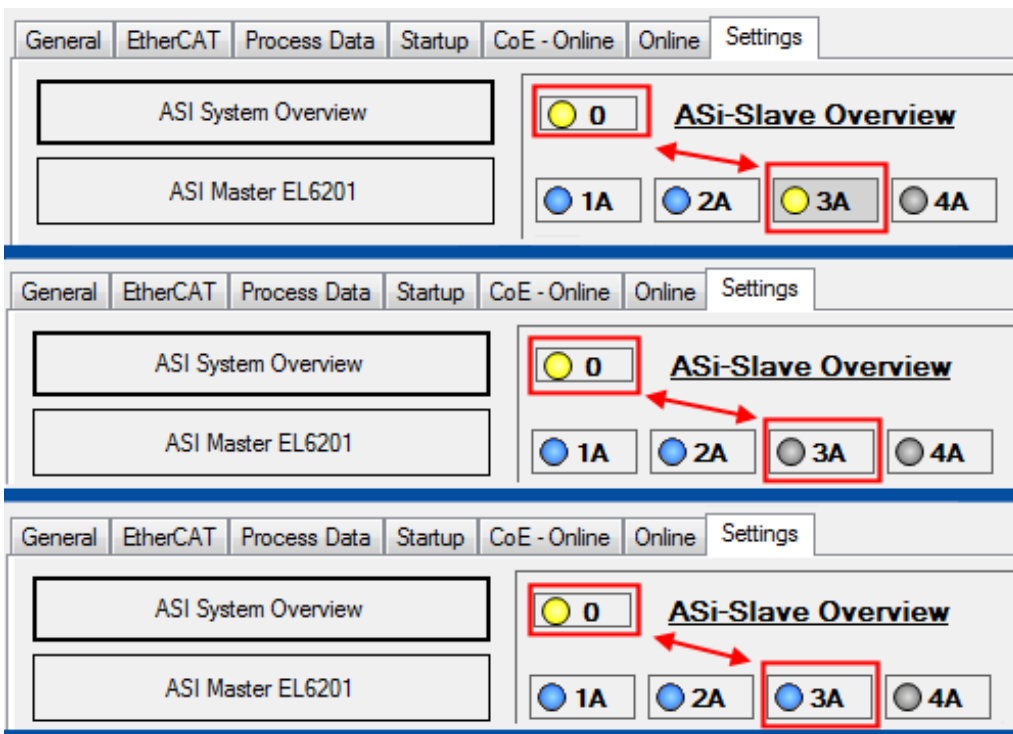 General EtherCAT Process Data Startup CoE - Online Online Settings
ASI System Overview
0 ASi-Slave Overview
ASI Master EL6201
1A 2A 3A 4A
General EtherCAT Process Data Startup CoE - Online Online Settings
ASI System Overview
0 ASi-Slave Overview
ASI Master EL6201
1A 2A 3A 4A
General EtherCAT Process Data Startup CoE - Online Online Settings
ASI System Overview
0 ASi-Slave Overview
ASI Master EL6201
1A 2A 3A 4A